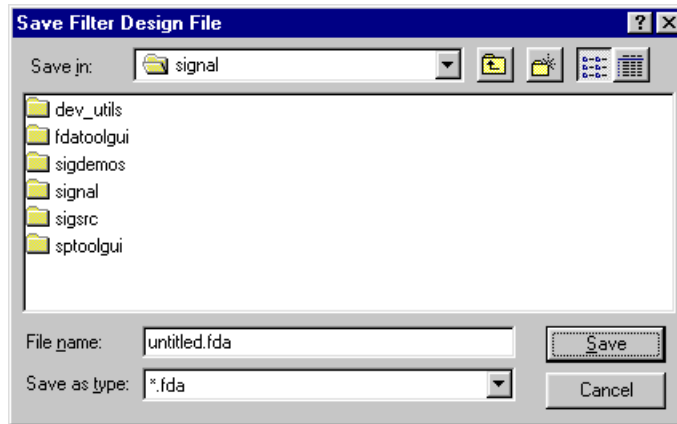 Save Filter Design File
Save in: signal
dev_utils
fdatoolgui
sigdemos
signal
sigsrc
sptoolgui
File name: untitled.fda Save
Save as type: *.fda Cancel